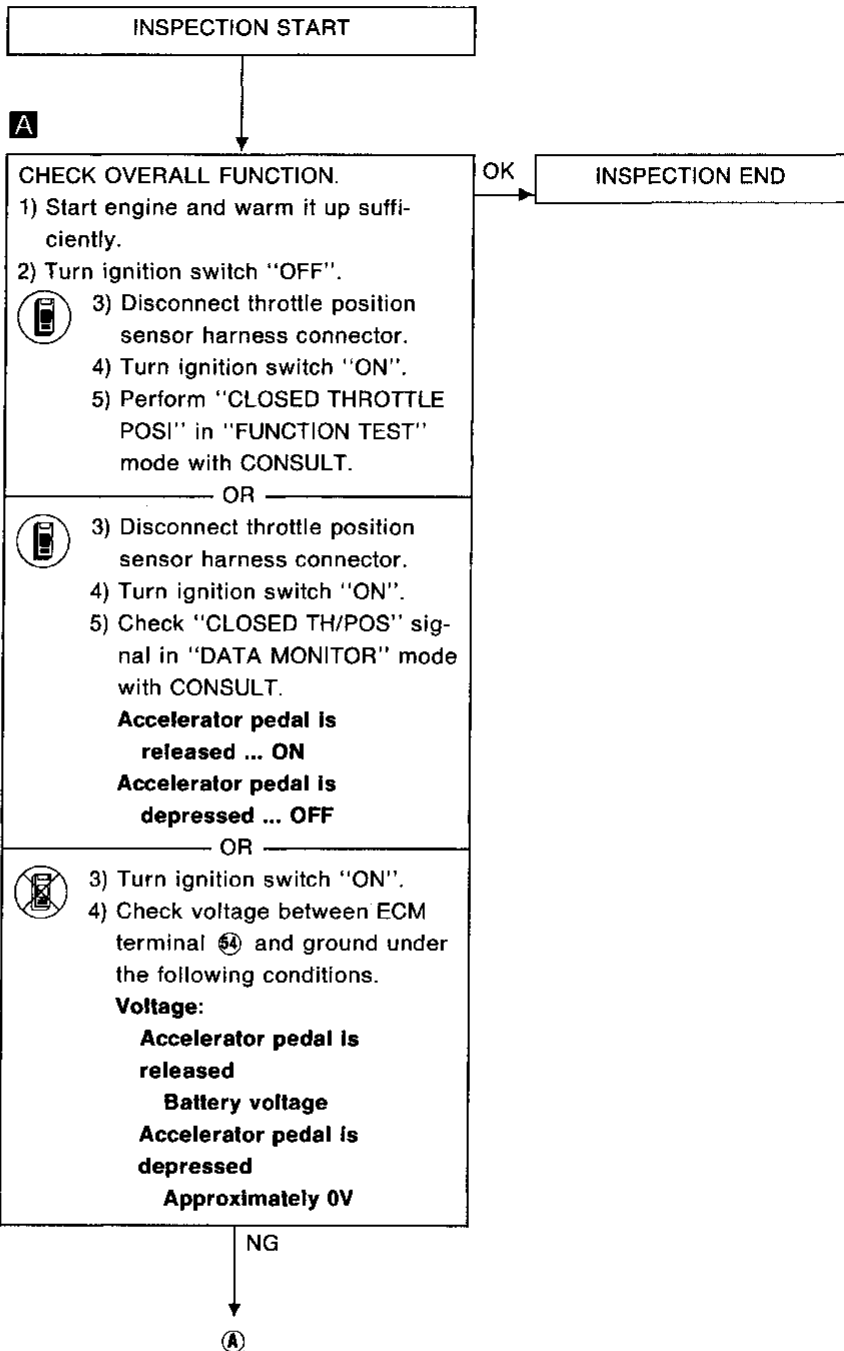 INSPECTION START
A
CHECK OVERALL FUNCTION.
1) Start engine and warm it up suffi-
ciently.
2) Turn ignition switch "OFF".
3) Disconnect throttle position
sensor harness connector.
4) Turn ignition switch "ON".
5) Perform "CLOSED THROTTLE
POSI" in "FUNCTION TEST"
mode with CONSULT.
OR
3) Disconnect throttle position
sensor harness connector.
4) Turn ignition switch "ON".
5) Check "CLOSED TH/POS" sig-
nal in "DATA MONITOR" mode
with CONSULT.
Accelerator pedal is
released ... ON
Accelerator pedal is
depressed ... OFF
OR
3) Turn ignition switch "ON".
4) Check voltage between ECM
terminal 54 and ground under
the following conditions.
Voltage:
Accelerator pedal is
released
Battery voltage
Accelerator pedal is
depressed
Approximately 0V
OK
INSPECTION END
NG
Ⓐ